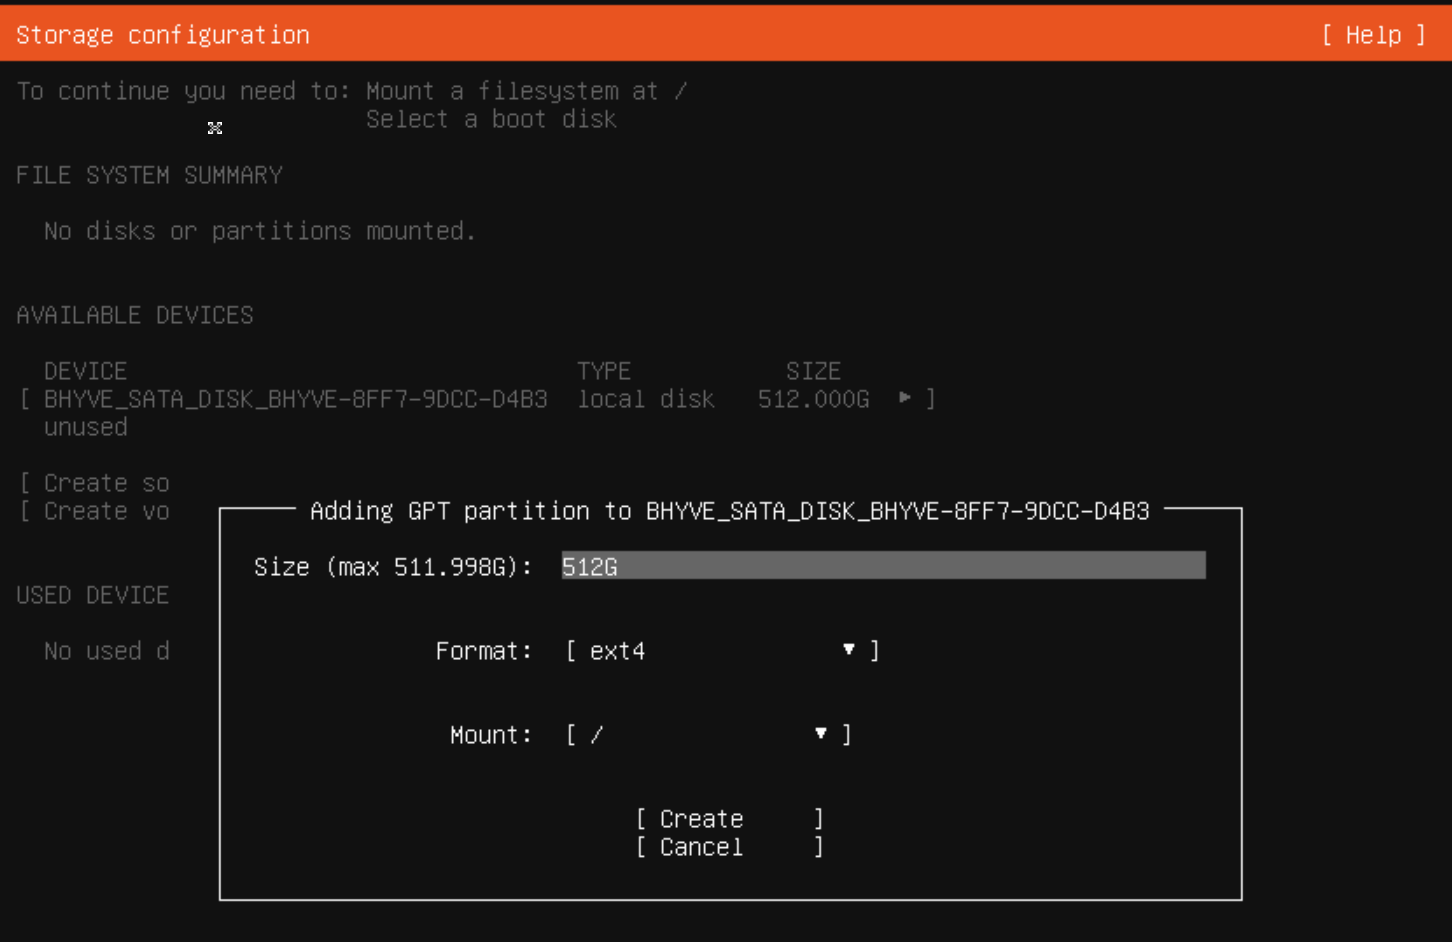 Storage configuration [ Help ]
To continue you need to: Mount a filesystem at /
Select a boot disk
FILE SYSTEM SUMMARY
No disks or partitions mounted.
AVAILABLE DEVICES
DEVICE TYPE SIZE
[ BHYVE_SATA_DISK_BHYVE-8FF7-9DCC-D4B3 local disk 512.000G ► ]
unused
[ Create so
[ Create vo
Adding GPT partition to BHYVE_SATA_DISK_BHYVE-8FF7-9DCC-D4B3
Size (max 511.998G): 512G
USED DEVICE
No used d
Format: [ ext4 ▼ ]
Mount: [ / ▼ ]
[ Create ]
[ Cancel ]